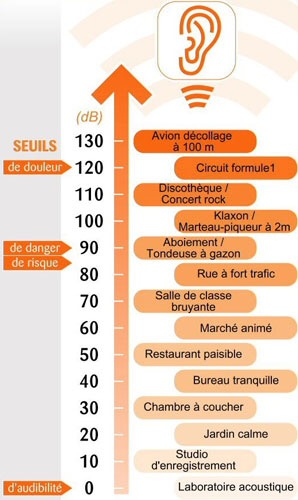 (dB)
SEUILS
130
Avion décollage
à 100 m
de douleur
120
Circuit formule1
110
Discothèque /
Concert rock
100
Klaxon /
Marteau-piqueur à 2m
de danger
90
Aboiement /
Tondeuse à gazon
de risque
80
Rue à fort trafic
70
Salle de classe
bruyante
60
Marché animé
50
Restaurant paisible
40
Bureau tranquille
30
Chambre à coucher
20
Jardin calme
10
Studio
d'enregistrement
d'audibilité
0
Laboratoire acoustique